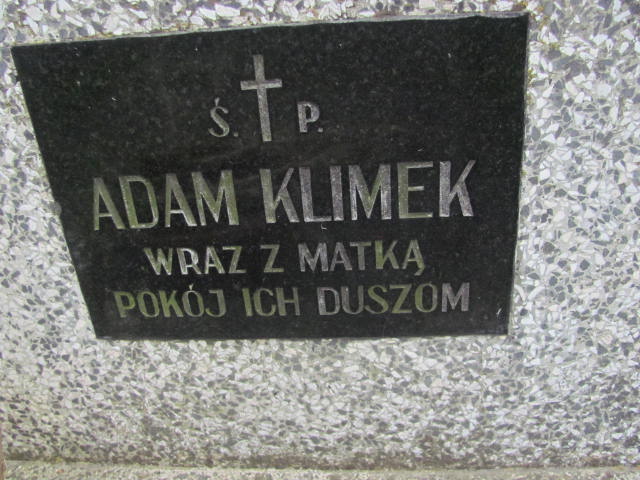 Ś. P.
ADAM KLIMEK
WRAZ Z MATKĄ
POKÓJ ICH DUSZOM